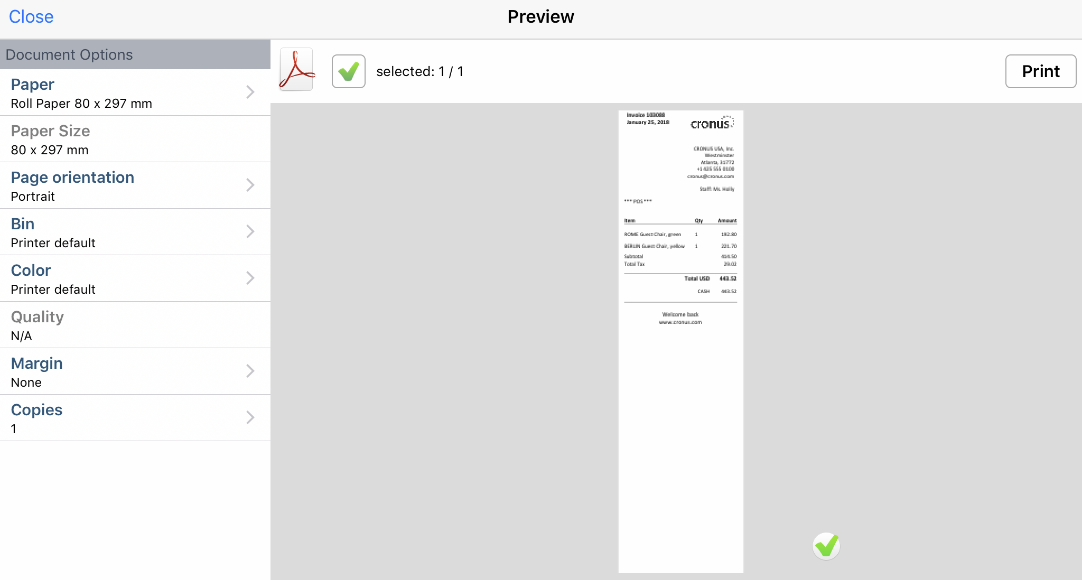 Close
Preview
Document Options
Paper
Roll Paper 80 x 297 mm
Paper Size
80 x 297 mm
Page orientation
Portrait
Bin
Printer default
Color
Printer default
Quality
N/A
Margin
None
Copies
1
selected: 1 / 1
Print
Invoice 103088
January 25, 2018
cronus
CRONUS USA, Inc.
Westminster
Atlanta, 31772
+1 425 555 0100
cronus@cronus.com
Staff: Ms. Holly
*** POS ***
Item Qty Amount
ROME Guest Chair, green 1 192.80
BERLIN Guest Chair, yellow 1 221.70
Subtotal 414.50
Total Tax 29.02
Total USD 443.52
CASH 443.52
Welcome back
www.cronus.com